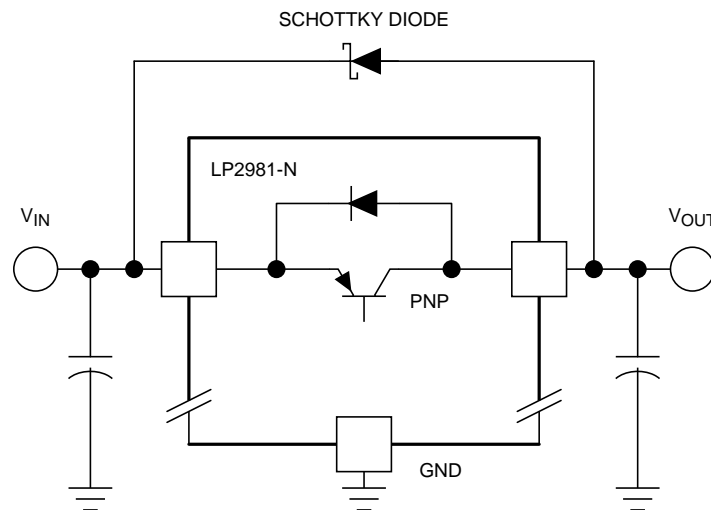 SCHOTTKY DIODE
LP2981-N
VIN
VOUT
PNP
GND